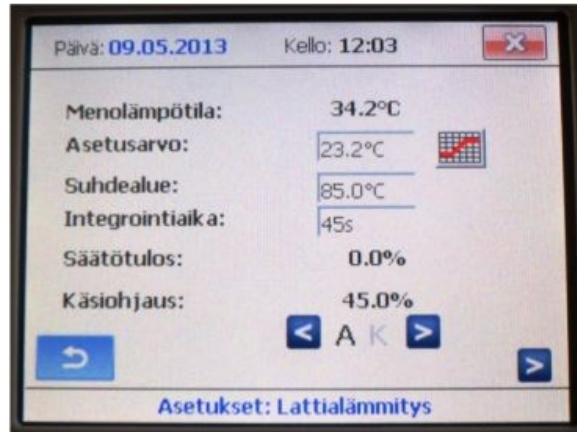 Päivä: 09.05.2013 Kello: 12:03
Menolämpötila: 34.2°C
Asetusarvo: 23.2°C
Suhdealue: 85.0°C
Integrointiaika: 45s
Säätötulos: 0.0%
Käsiohjaus: 45.0%
< A K >
>
Asetukset: Lattialämmitys